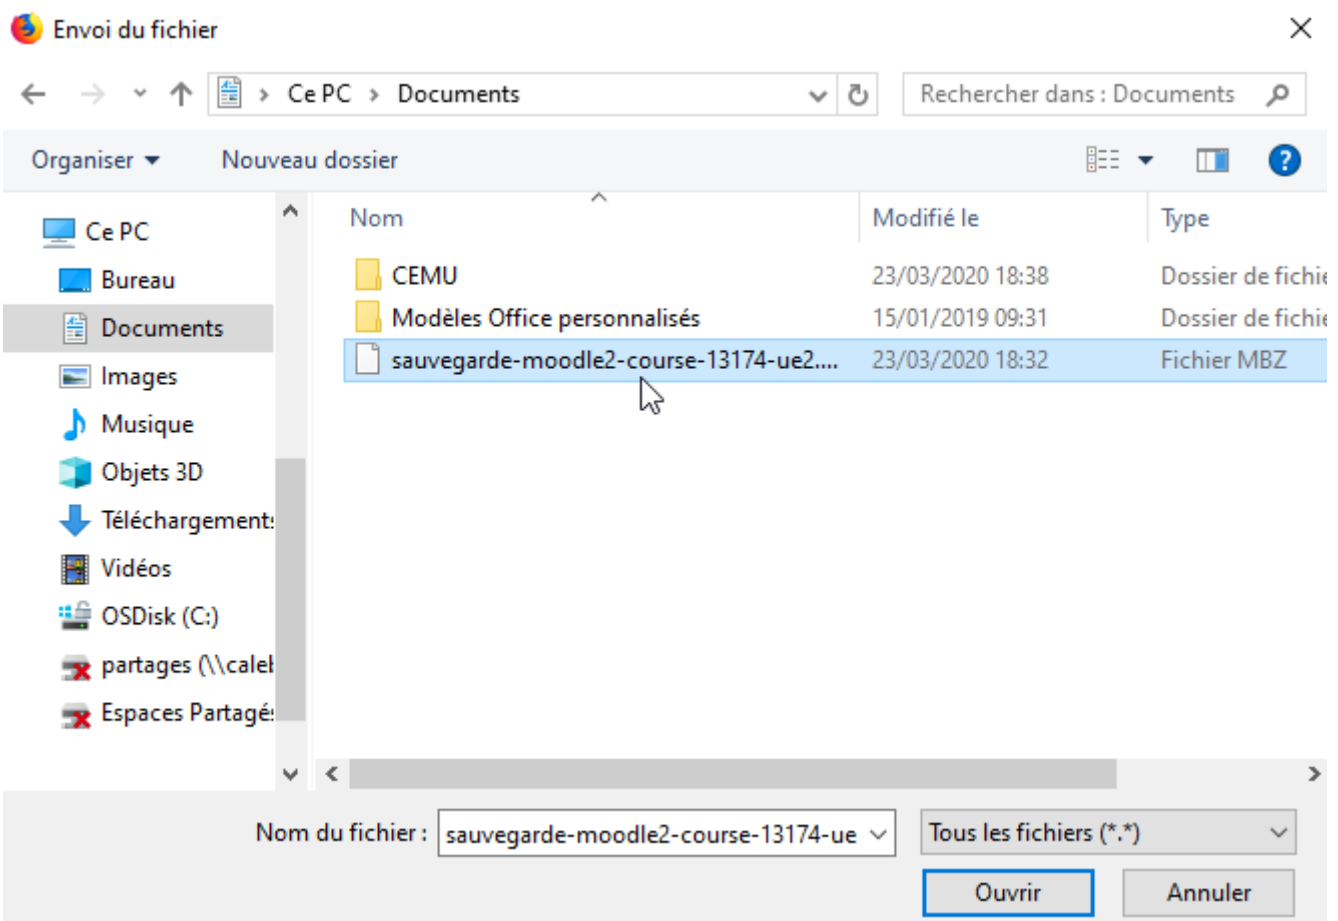 Envoi du fichier
Ce PC > Documents
Rechercher dans : Documents
Organiser
Nouveau dossier
?
Nom
Modifié le
Type
CEMU
23/03/2020 18:38
Dossier de fichie
Modèles Office personnalisés
15/01/2019 09:31
Dossier de fichie
sauvegarde-moodle2-course-13174-ue2....
23/03/2020 18:32
Fichier MBZ
Ce PC
Bureau
Documents
Images
Musique
Objets 3D
Téléchargements
Vidéos
OSDisk (C:)
partages (\\caleb
Espaces Partagés
Nom du fichier :
sauvegarde-moodle2-course-13174-ue
Tous les fichiers (*.*)
Ouvrir
Annuler